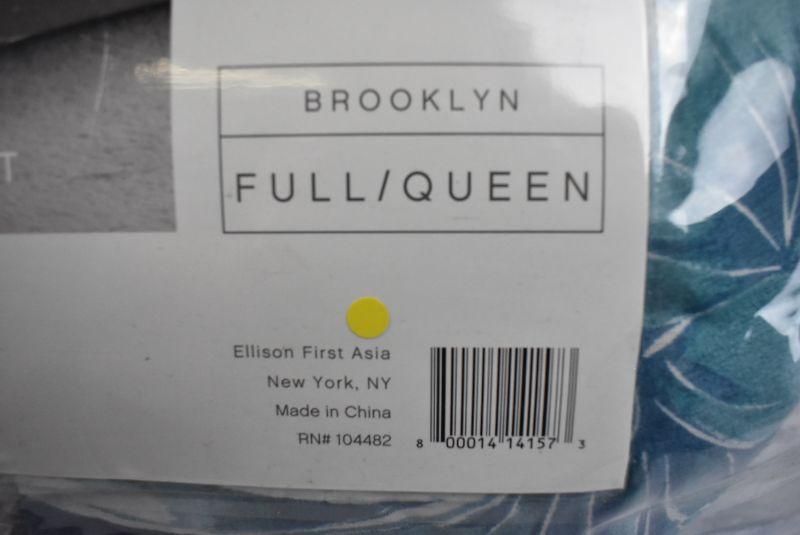 T
BROOKLYN
FULL/QUEEN
Ellison First Asia
New York, NY
Made in China
RN# 104482
8 00014 14157 3